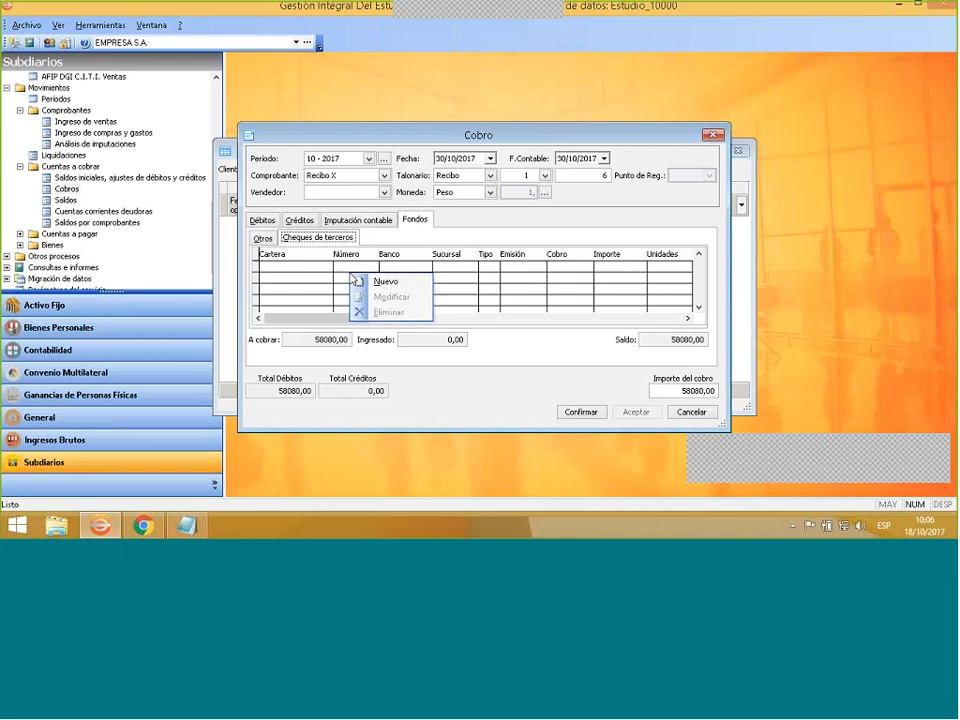 Gestión Integral Del Estu de datos: Estudio_10000
Archivo Ver Herramientas Ventana ?
EMPRESA S.A.
Subdiarios
AFIP DGI C.I.T.I. Ventas
Movimientos
Períodos
Comprobantes
Ingreso de ventas
Ingreso de compras y gastos
Análisis de imputaciones
Liquidaciones
Cuentas a cobrar
Saldos iniciales, ajustes de débitos y créditos
Cobros
Saldos
Cuentas corrientes deudoras
Saldos por comprobantes
Cuentas a pagar
Bienes
Otros procesos
Consultas e informes
Migración de datos
Activo Fijo
Bienes Personales
Contabilidad
Convenio Multilateral
Ganancias de Personas Físicas
General
Ingresos Brutos
Subdiarios
Client
Fe
op
Cobro
Período: 10 - 2017 ... Fecha: 30/10/2017 F.Contable: 30/10/2017
Comprobante: Recibo X Talonario: Recibo 1 6 Punto de Reg.:
Vendedor: Moneda: Peso 1, ...
Débitos Créditos Imputación contable Fondos
Otros Cheques de terceros
Cartera Número Banco Sucursal Tipo Emisión Cobro Importe Unidades
Nuevo
Modificar
Eliminar
A cobrar: 58080,00 Ingresado: 0,00 Saldo: 58080,00
Total Débitos Total Créditos Importe del cobro
58080,00 0,00 58080,00
Confirmar Aceptar Cancelar
Listo MAY NUM DESP
ESP 10:06
18/10/2017